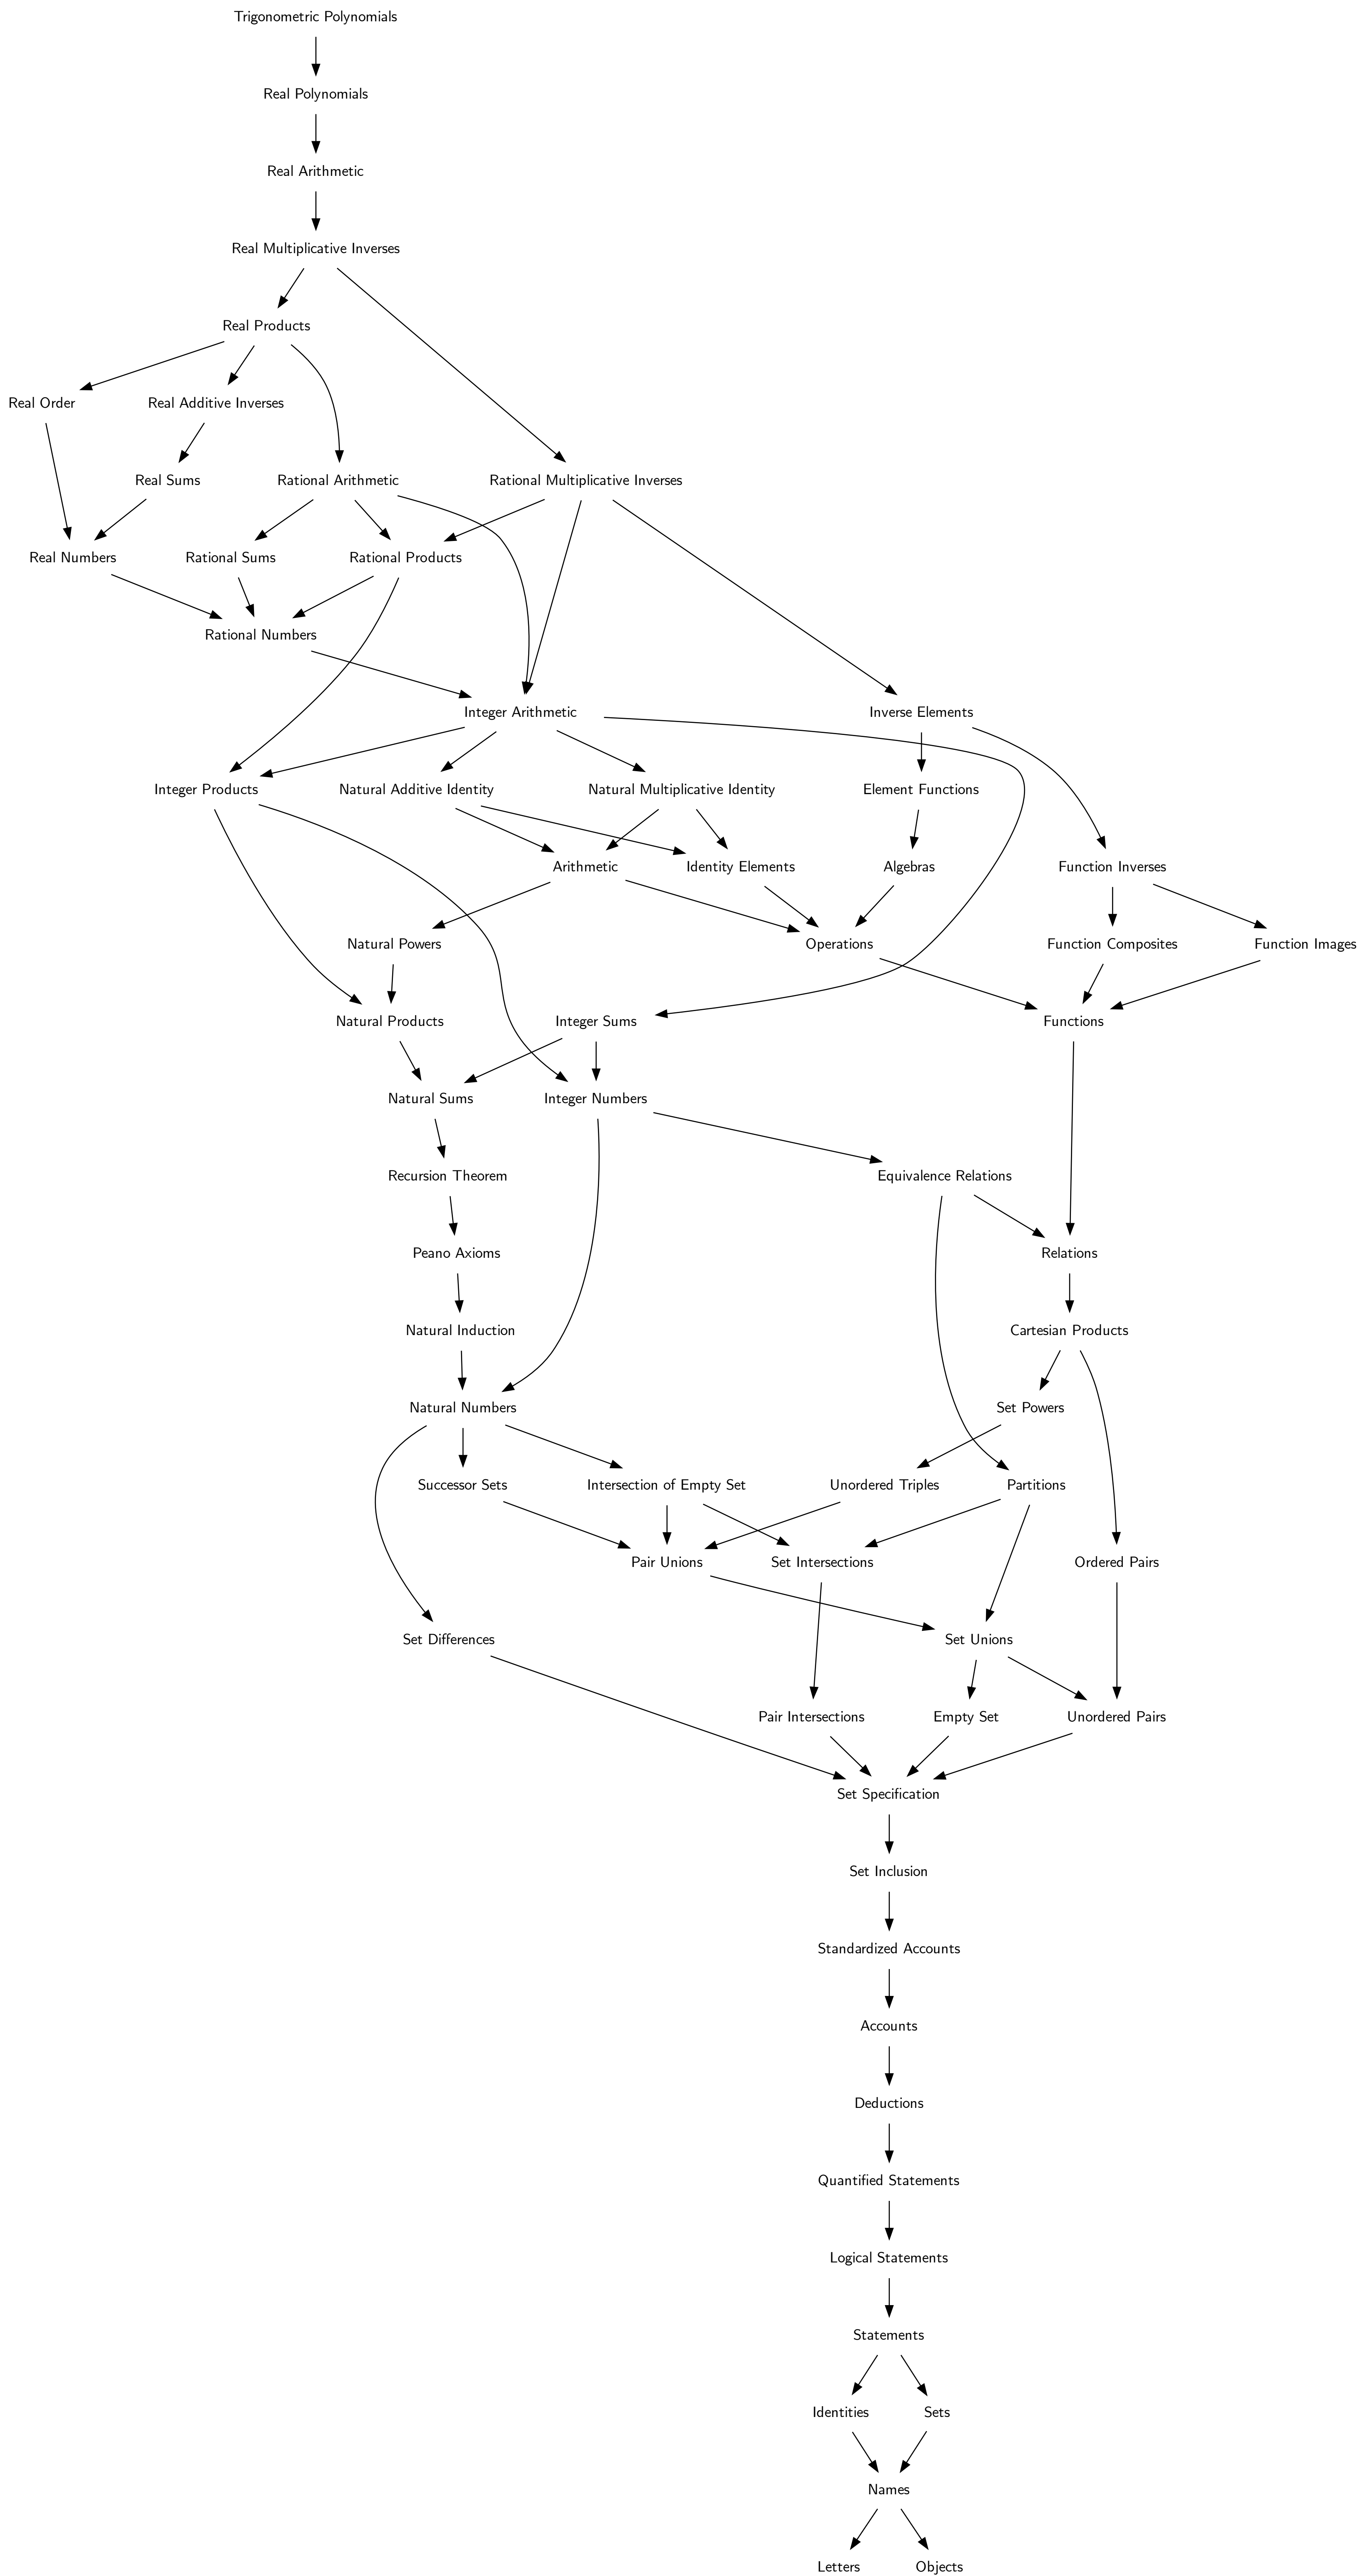 Trigonometric Polynomials
Real Polynomials
Real Arithmetic
Real Multiplicative Inverses
Real Products
Real Order
Real Additive Inverses
Real Sums
Rational Arithmetic
Rational Multiplicative Inverses
Real Numbers
Rational Sums
Rational Products
Rational Numbers
Integer Arithmetic
Inverse Elements
Integer Products
Natural Additive Identity
Natural Multiplicative Identity
Element Functions
Arithmetic
Identity Elements
Algebras
Function Inverses
Natural Powers
Operations
Function Composites
Function Images
Natural Products
Integer Sums
Functions
Natural Sums
Integer Numbers
Recursion Theorem
Equivalence Relations
Peano Axioms
Relations
Natural Induction
Cartesian Products
Natural Numbers
Set Powers
Successor Sets
Intersection of Empty Set
Unordered Triples
Partitions
Pair Unions
Set Intersections
Ordered Pairs
Set Differences
Set Unions
Pair Intersections
Empty Set
Unordered Pairs
Set Specification
Set Inclusion
Standardized Accounts
Accounts
Deductions
Quantified Statements
Logical Statements
Statements
Identities
Sets
Names
Letters
Objects